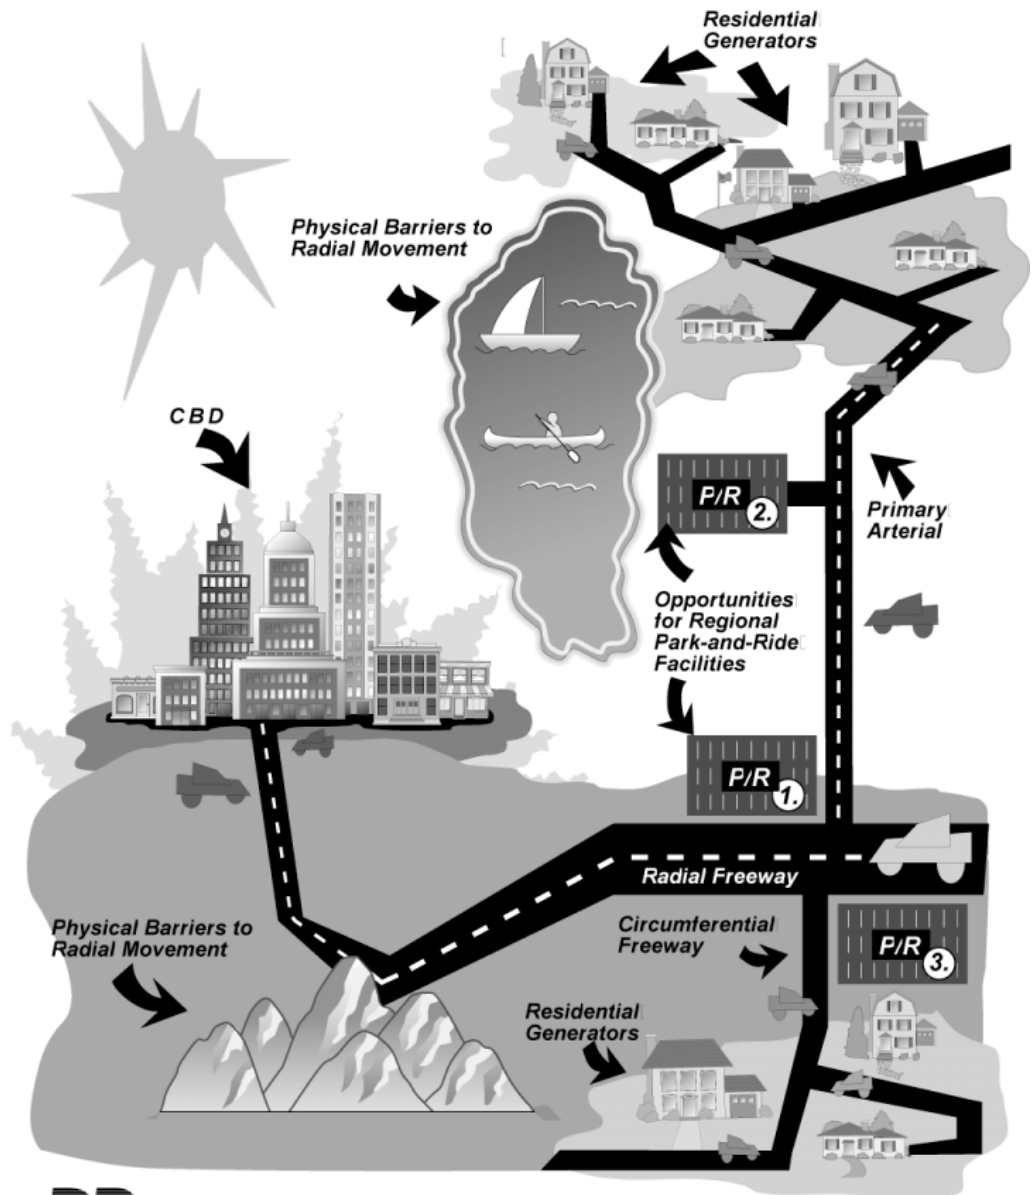 Residential
Generators
Physical Barriers to
Radial Movement
CBD
P/R
2.
Primary
Arterial
Opportunities
for Regional
Park-and-Ride
Facilities
P/R
1.
Radial Freeway
Physical Barriers to
Radial Movement
Circumferential
Freeway
P/R
3.
Residential
Generators